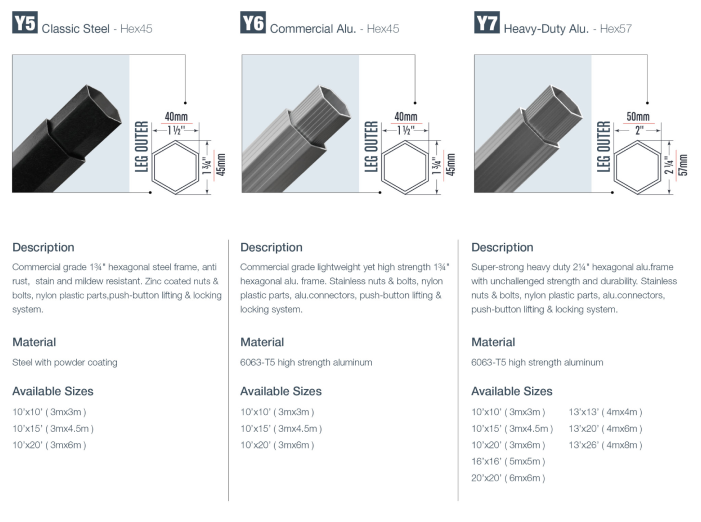 Y5 Classic Steel - Hex45
LEG OUTER
40mm
1 ½"
1 ¾"
45mm
Description
Commercial grade 1¾" hexagonal steel frame, anti
rust, stain and mildew resistant. Zinc coated nuts &
bolts, nylon plastic parts,push-button lifting & locking
system.
Material
Steel with powder coating
Available Sizes
10'x10' ( 3mx3m )
10'x15' ( 3mx4.5m )
10'x20' ( 3mx6m )
Y6 Commercial Alu. - Hex45
LEG OUTER
40mm
1 ½"
1 ¾"
45mm
Description
Commercial grade lightweight yet high strength 1¾"
hexagonal alu. frame. Stainless nuts & bolts, nylon
plastic parts, alu.connectors, push-button lifting &
locking system.
Material
6063-T5 high strength aluminum
Available Sizes
10'x10' ( 3mx3m )
10'x15' ( 3mx4.5m )
10'x20' ( 3mx6m )
Y7 Heavy-Duty Alu. - Hex57
LEG OUTER
50mm
2"
2 ¼"
57mm
Description
Super-strong heavy duty 2¼" hexagonal alu.frame
with unchallenged strength and durability. Stainless
nuts & bolts, nylon plastic parts, alu.connectors,
push-button lifting & locking system.
Material
6063-T5 high strength aluminum
Available Sizes
10'x10' ( 3mx3m )
10'x15' ( 3mx4.5m )
10'x20' ( 3mx6m )
16'x16' ( 5mx5m )
20'x20' ( 6mx6m )
13'x13' ( 4mx4m )
13'x20' ( 4mx6m )
13'x26' ( 4mx8m )